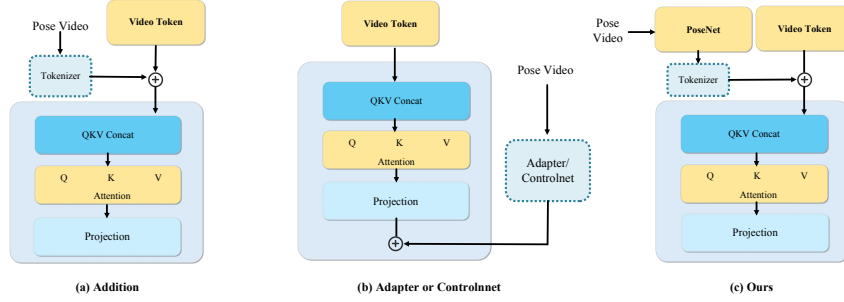 Pose Video
Video Token
Tokenizer
QKV Concat
Q K V
Attention
Projection
(a) Addition
Video Token
QKV Concat
Q K V
Attention
Projection
Pose Video
Adapter/
Controlnet
(b) Adapter or Controlnnet
Pose
Video
PoseNet
Video Token
Tokenizer
QKV Concat
Q K V
Attention
Projection
(c) Ours